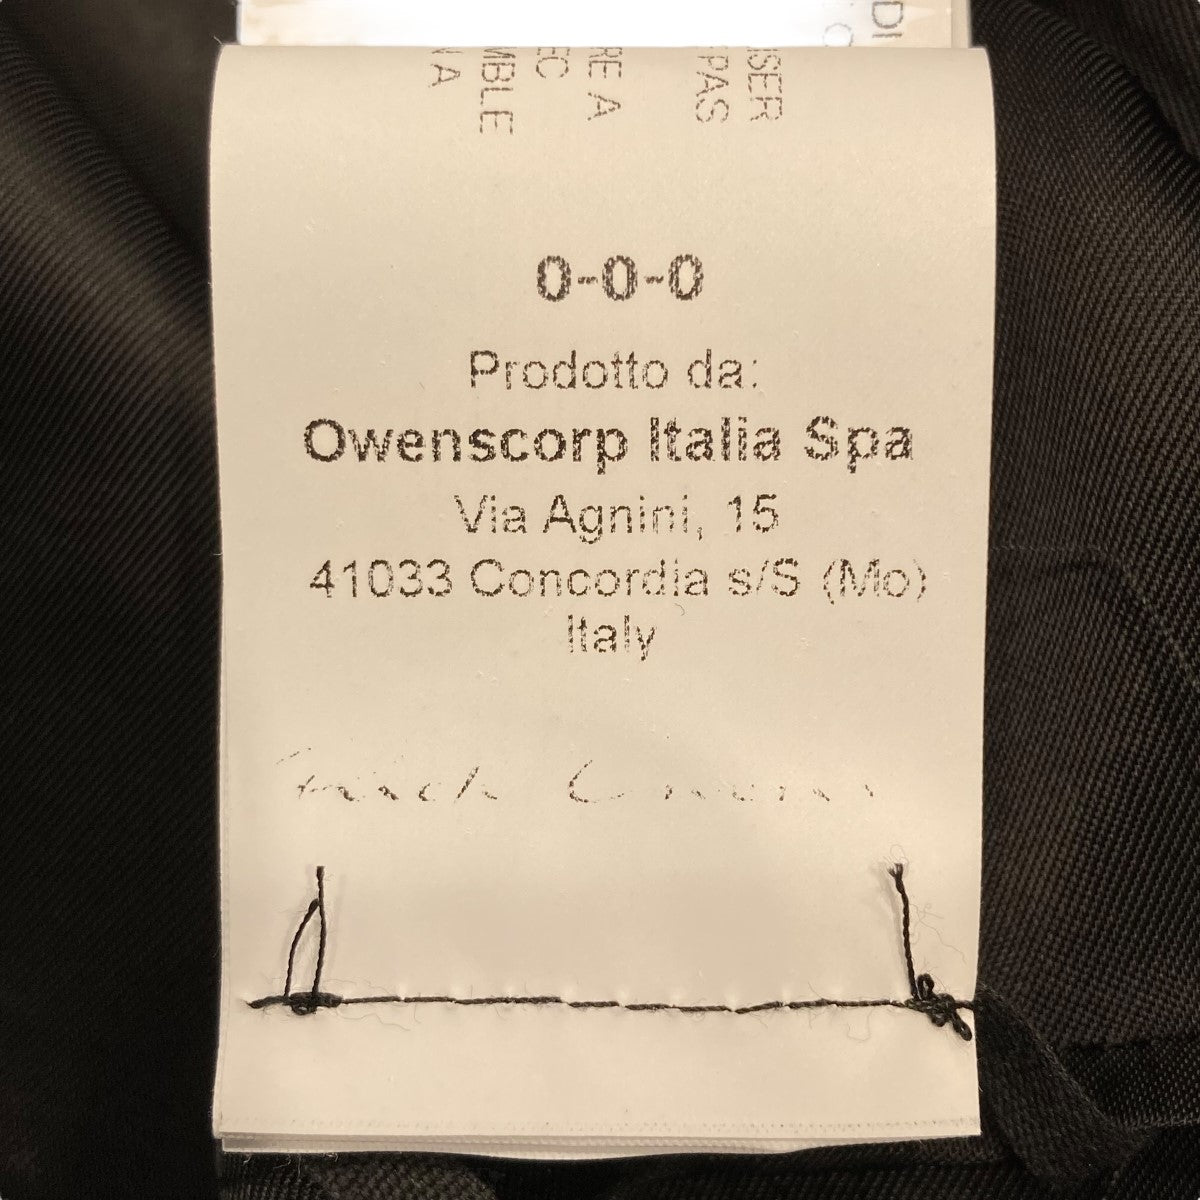 ISER
PAS
RE A
EC
MBLE
N A
0-0-0
Prodotto da:
Owenscorp Italia Spa
Via Agnini, 15
41033 Concordia s/S (Mo)
Italy